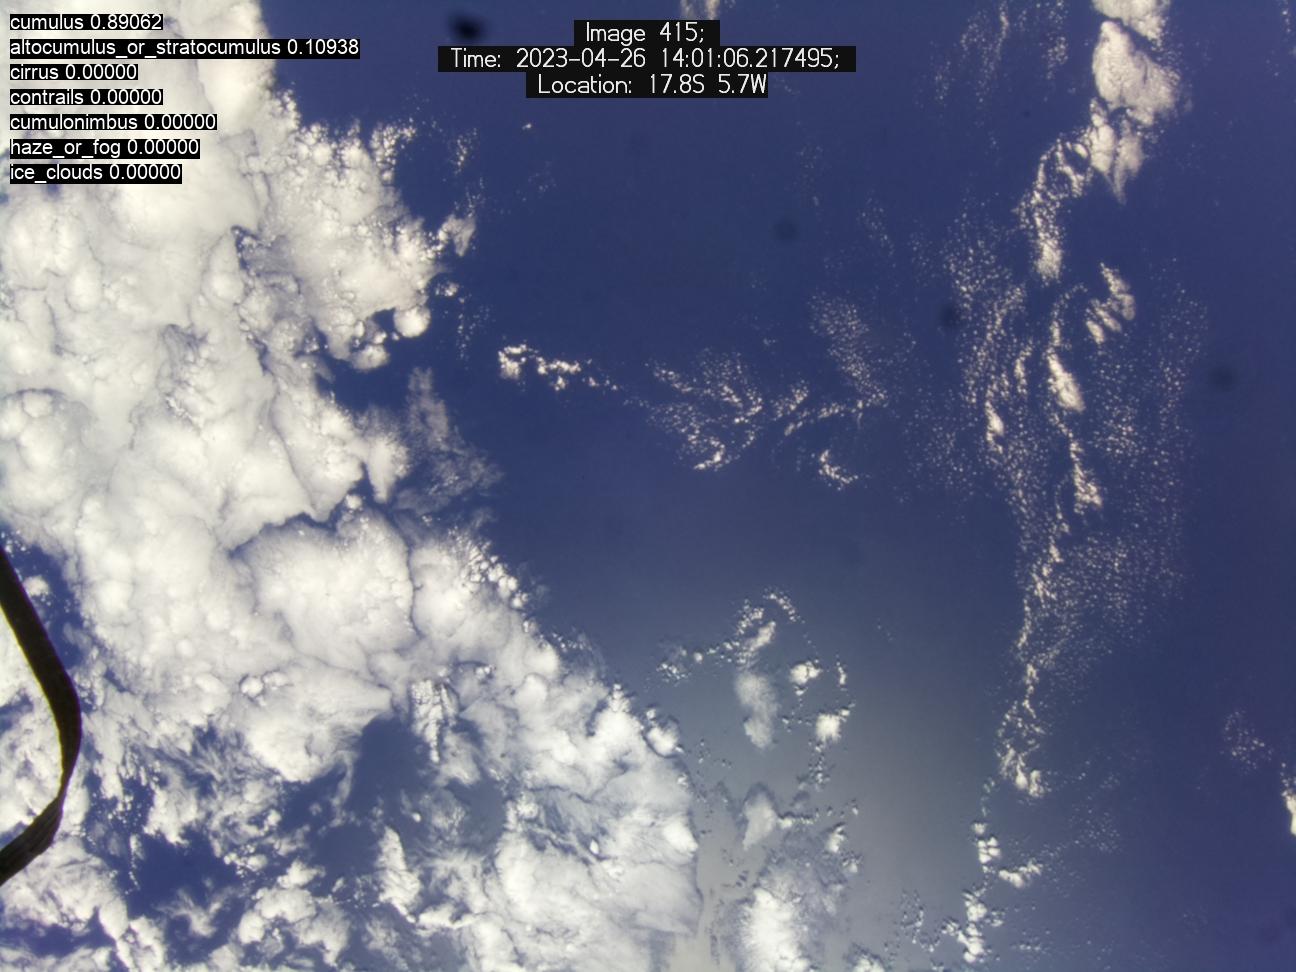 cumulus 0.89062
altocumulus_or_stratocumulus 0.10938
cirrus 0.00000
contrails 0.00000
cumulonimbus 0.00000
haze_or_fog 0.00000
ice_clouds 0.00000
Image 415;
Time: 2023-04-26 14:01:06.217495;
Location: 17.8S 5.7W